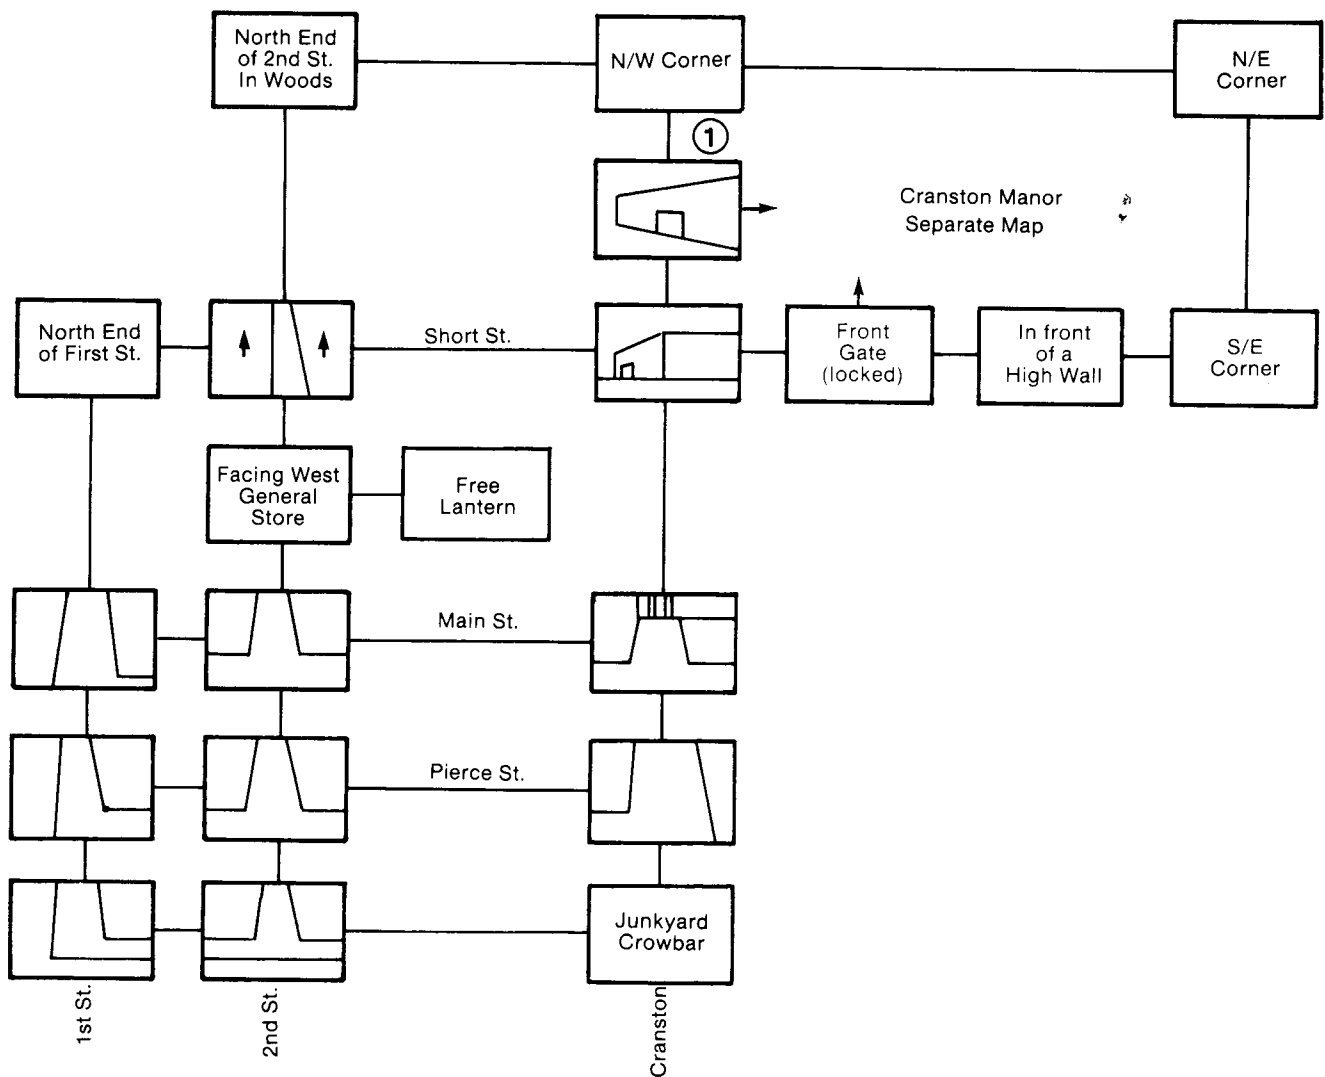 North End
of 2nd St.
In Woods
N/W Corner
N/E
Corner
1
Cranston Manor
Separate Map
North End
of First St.
Short St.
Front
Gate
(locked)
In front
of a
High Wall
S/E
Corner
Facing West
General
Store
Free
Lantern
Main St.
Pierce St.
Junkyard
Crowbar
1st St.
2nd St.
Cranston